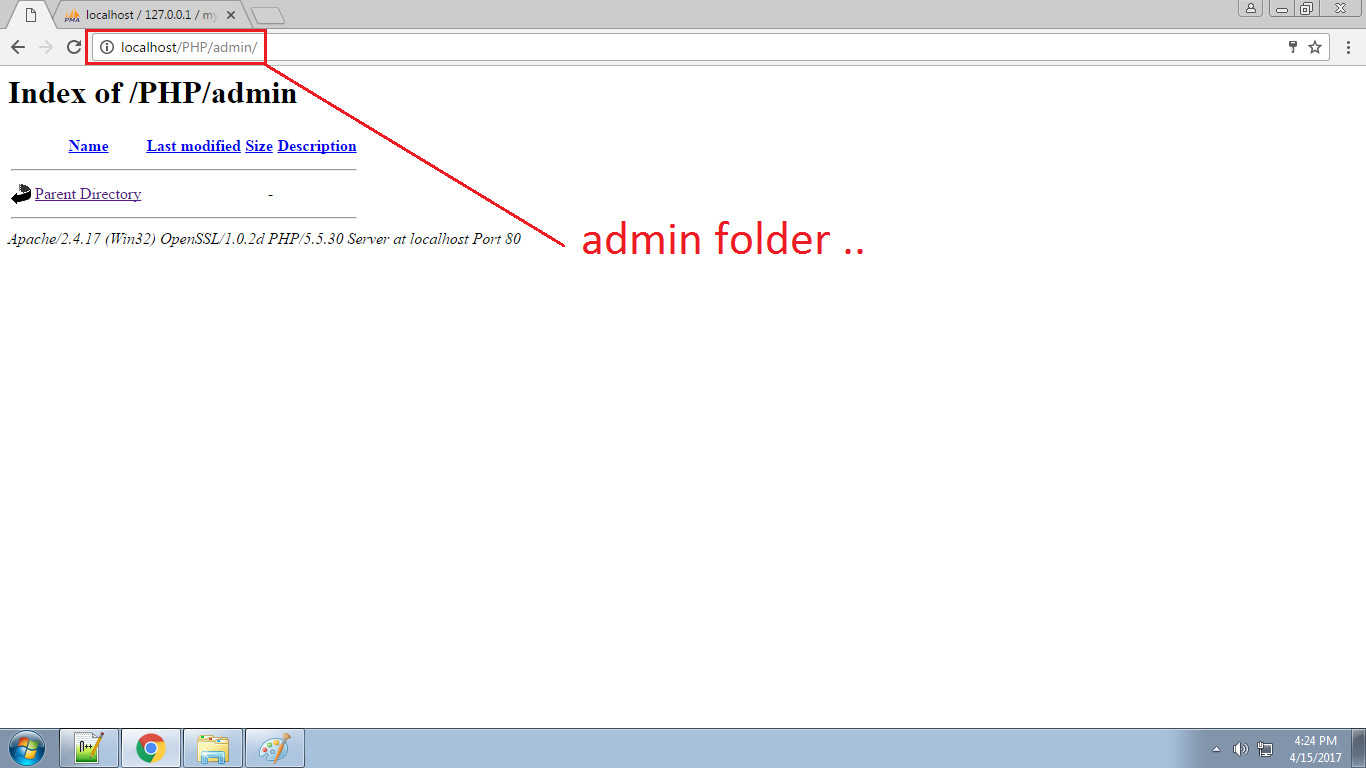 localhost / 127.0.0.1 / my
localhost/PHP/admin/
Index of /PHP/admin
Name Last modified Size Description
Parent Directory -
Apache/2.4.17 (Win32) OpenSSL/1.0.2d PHP/5.5.30 Server at localhost Port 80
admin folder ..
4:24 PM
4/15/2017